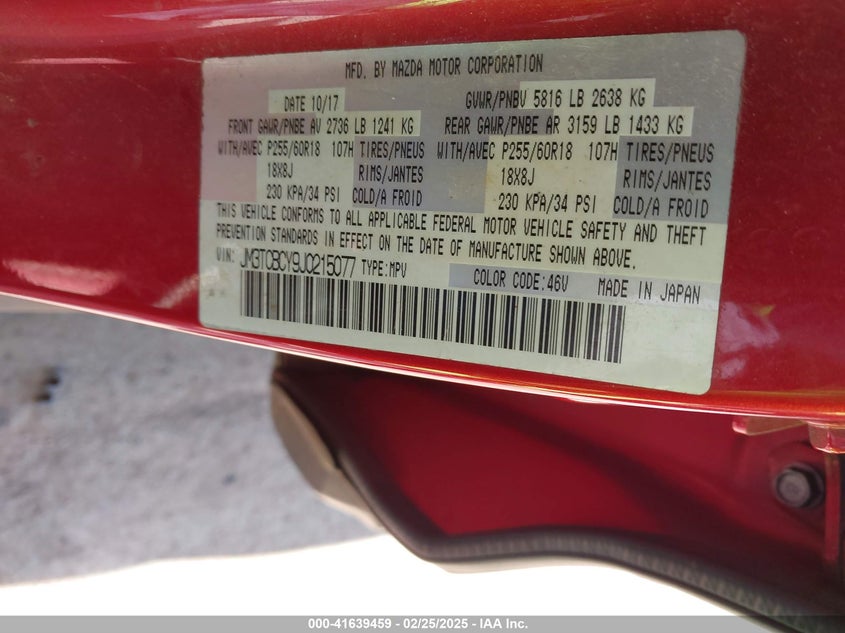 MFD. BY MAZDA MOTOR CORPORATION
DATE 10/17 GVWR/PNBV 5816 LB 2638 KG
FRONT GAWR/PNBE AV 2736 LB 1241 KG REAR GAWR/PNBE AR 3159 LB 1433 KG
WITH/AVEC P255/60R18 107H TIRES/PNEUS WITH/AVEC P255/60R18 107H TIRES/PNEUS
18X8J RIMS/JANTES 18X8J RIMS/JANTES
230 KPA/34 PSI COLD/A FROID 230 KPA/34 PSI COLD/A FROID
THIS VEHICLE CONFORMS TO ALL APPLICABLE FEDERAL MOTOR VEHICLE SAFETY AND THEFT
PREVENTION STANDARDS IN EFFECT ON THE DATE OF MANUFACTURE SHOWN ABOVE.
VIN: JM3TCBCY9J0215077 TYPE:MPV COLOR CODE:46V MADE IN JAPAN
000-41639459 - 02/25/2025 - IAA Inc.